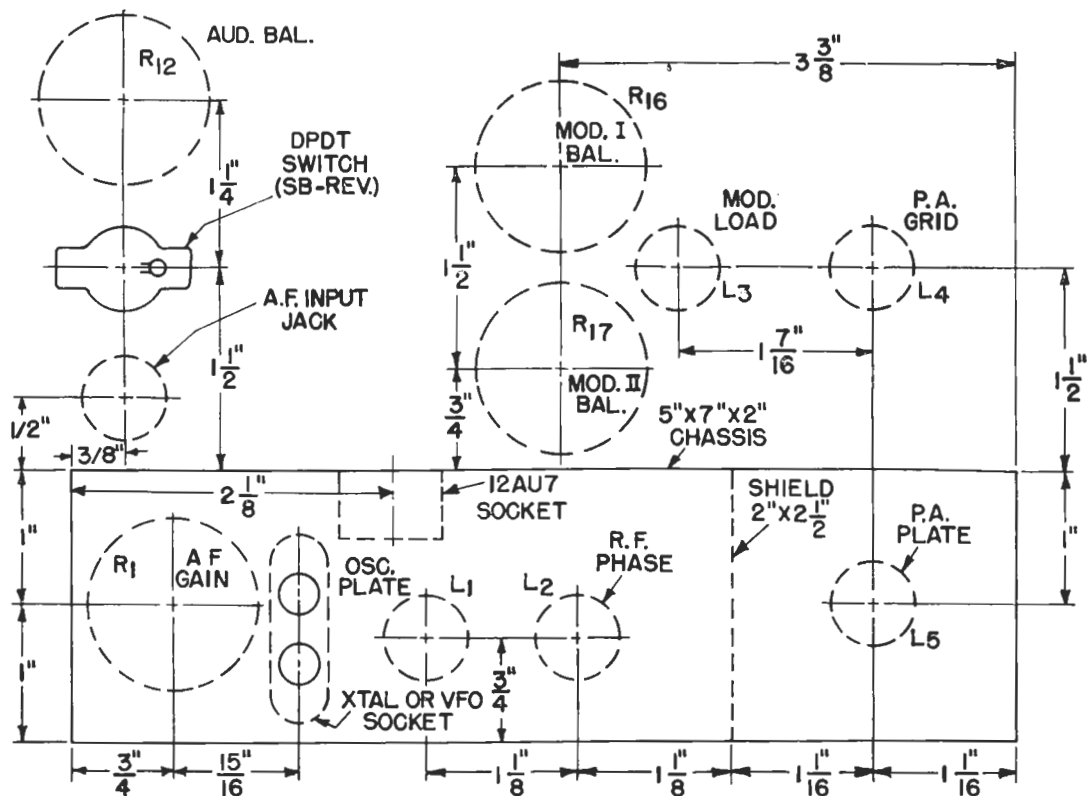 AUD. BAL.
R12
3 3/8"
R16
MOD. I
BAL.
DPDT
SWITCH
(SB-REV.)
1 1/4"
MOD.
LOAD
P. A.
GRID
1 1/2"
L3
L4
A.F. INPUT
JACK
R17
1 7/16"
1 1/2"
1 1/2"
MOD. II
BAL.
3/4"
1/2"
5"X7"X2"
CHASSIS
3/8"
2 1/8"
12AU7
SOCKET
SHIELD
2"X2 1/2"
P.A.
PLATE
1"
1"
R1
A F
GAIN
OSC.
PLATE
R.F.
PHASE
L1
L2
L5
1"
3/4"
XTAL OR VFO
SOCKET
3/4"
15"/16
1 1/8"
1 1/8"
1 1/16"
1 1/16"